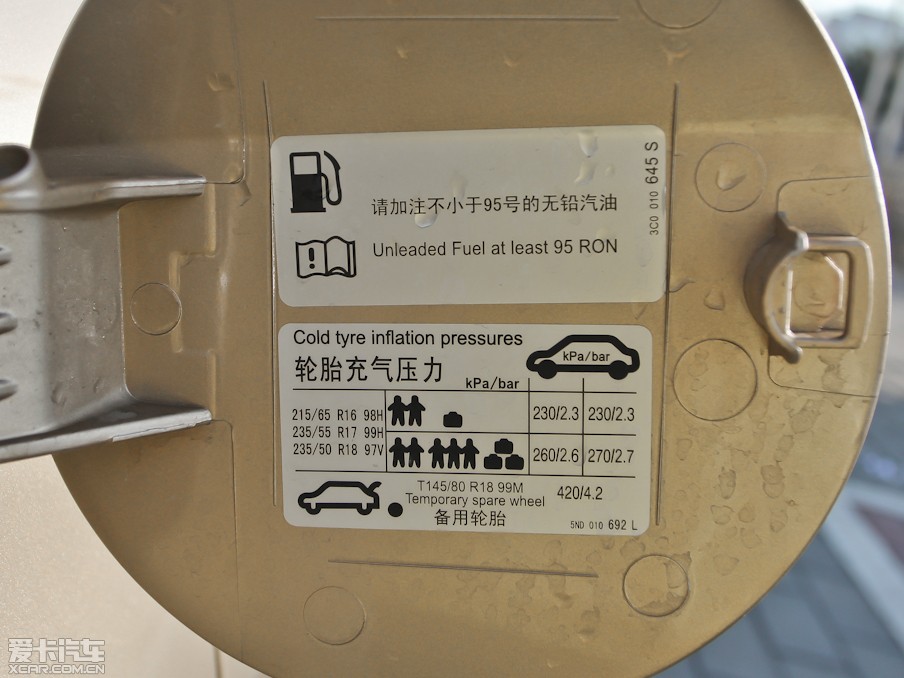 请加注不小于95号的无铅汽油
Unleaded Fuel at least 95 RON
3C0 010 645 S
Cold tyre inflation pressures
轮胎充气压力
kPa/bar
kPa/bar
215/65 R16 98H
235/55 R17 99H
235/50 R18 97V
230/2.3 230/2.3
260/2.6 270/2.7
T145/80 R18 99M
Temporary spare wheel
420/4.2
备用轮胎
5ND 010 692 L
爱卡汽车
XCAR.COM.CN